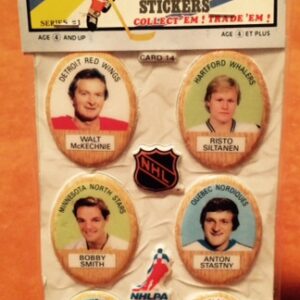 STICKERS
SERIES #1
COLLECT 'EM! TRADE 'EM!
AGE 4 AND UP
AGE 4 ET PLUS
CARD 14
DETROIT RED WINGS
WALT
McKECHNIE
HARTFORD WHALERS
RISTO
SILTANEN
NHL
MINNESOTA NORTH STARS
BOBBY
SMITH
QUEBEC NORDIQUES
ANTON
STASTNY
NHLPA